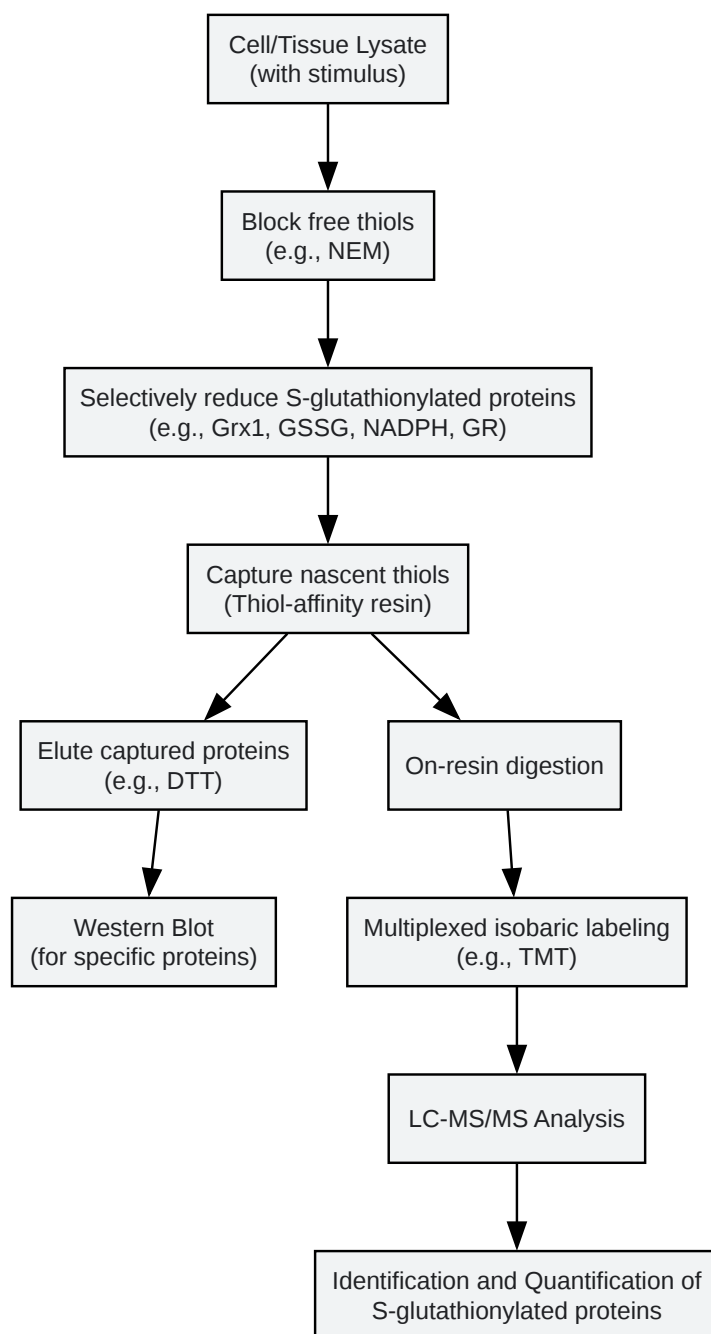 Cell/Tissue Lysate
(with stimulus)
Block free thiols
(e.g., NEM)
Selectively reduce S-glutathionylated proteins
(e.g., Grx1, GSSG, NADPH, GR)
Capture nascent thiols
(Thiol-affinity resin)
Elute captured proteins
(e.g., DTT)
On-resin digestion
Western Blot
(for specific proteins)
Multiplexed isobaric labeling
(e.g., TMT)
LC-MS/MS Analysis
Identification and Quantification of
S-glutathionylated proteins